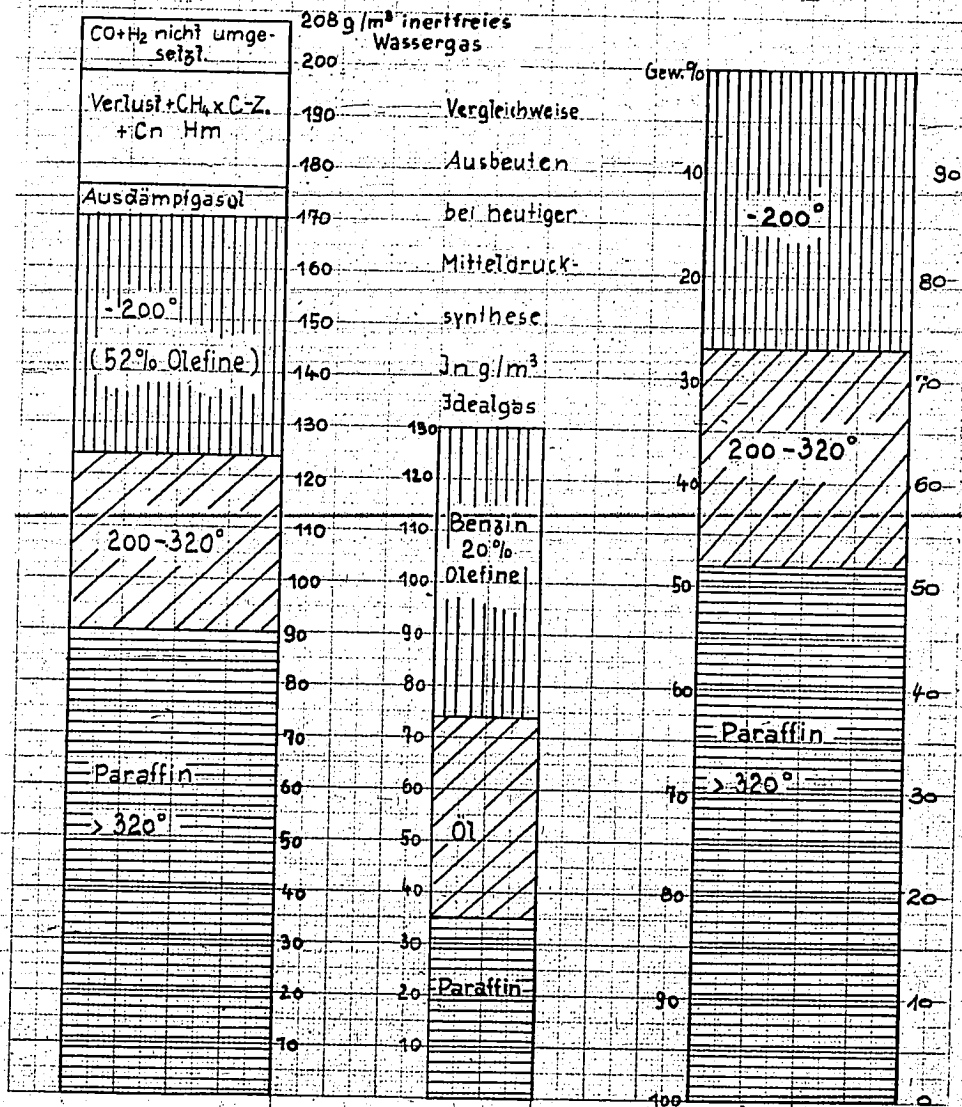 CO+H₂ nicht umge-
setzt.
Verlust+CH₄xC-Z.
+Cn Hm
Ausdämpfgasol
-200°
(52% Olefine)
200-320°
Paraffin
> 320°
208 g/m³ inertfreies
Wassergas
200
190
180
170
160
150
140
130
120
110
100
90
80
70
60
50
40
30
20
10
Vergleichweise
Ausbeuten
bei heutiger
Mitteldruck-
synthese
Jn g/m³
Jdealgas
130
120
110
100
90
80
70
60
50
40
30
20
10
Benzin
20%
Olefine
Öl
Paraffin
Gew.%
10
20
30
40
50
60
70
80
90
100
-200°
200-320°
Paraffin
> 320°
90
80
70
60
50
40
30
20
10
0